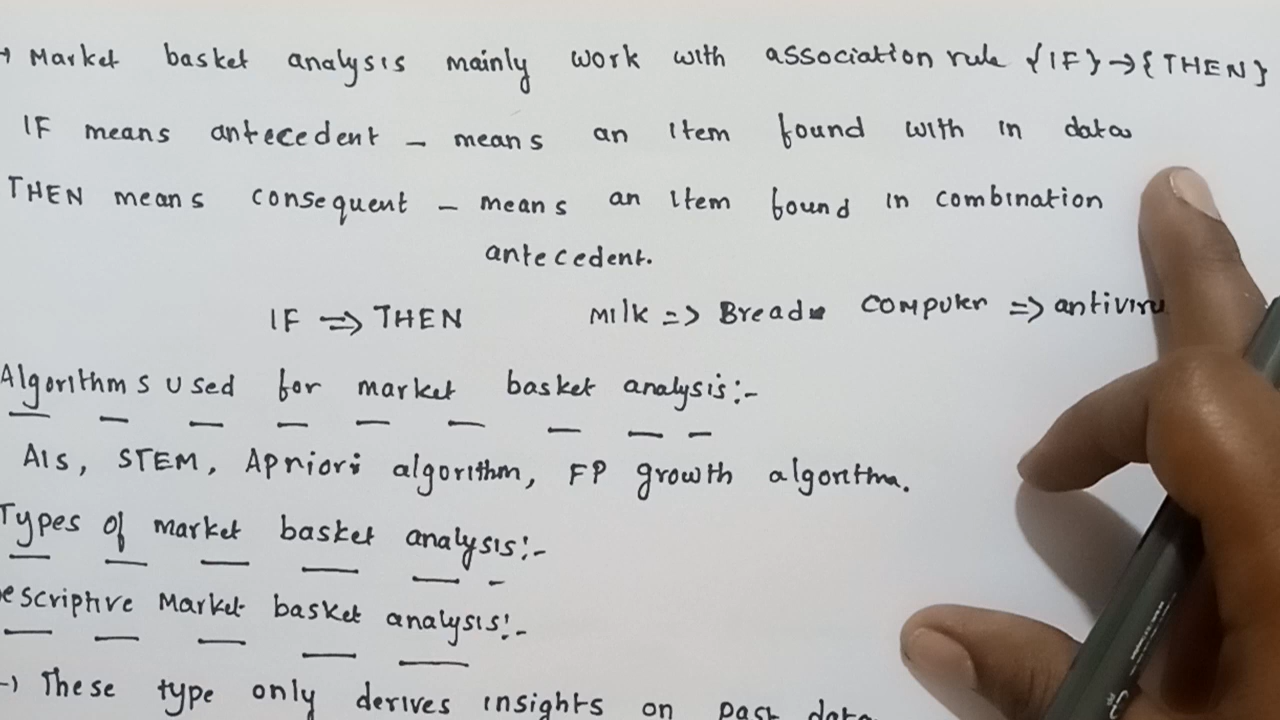 → Market basket analysis mainly work with association rule {IF}→{THEN}
IF means antecedent – means an item found with in data
THEN means consequent – means an item found in combination
antecedent.
IF => THEN Milk => Bread COMPUter => antiviru
Algorithms used for market basket analysis:-
AIS, STEM, Apriori algorithm, FP growth algorithm.
Types of market basket analysis:-
escriptive Market basket analysis:-
→ These type only derives insights on past data